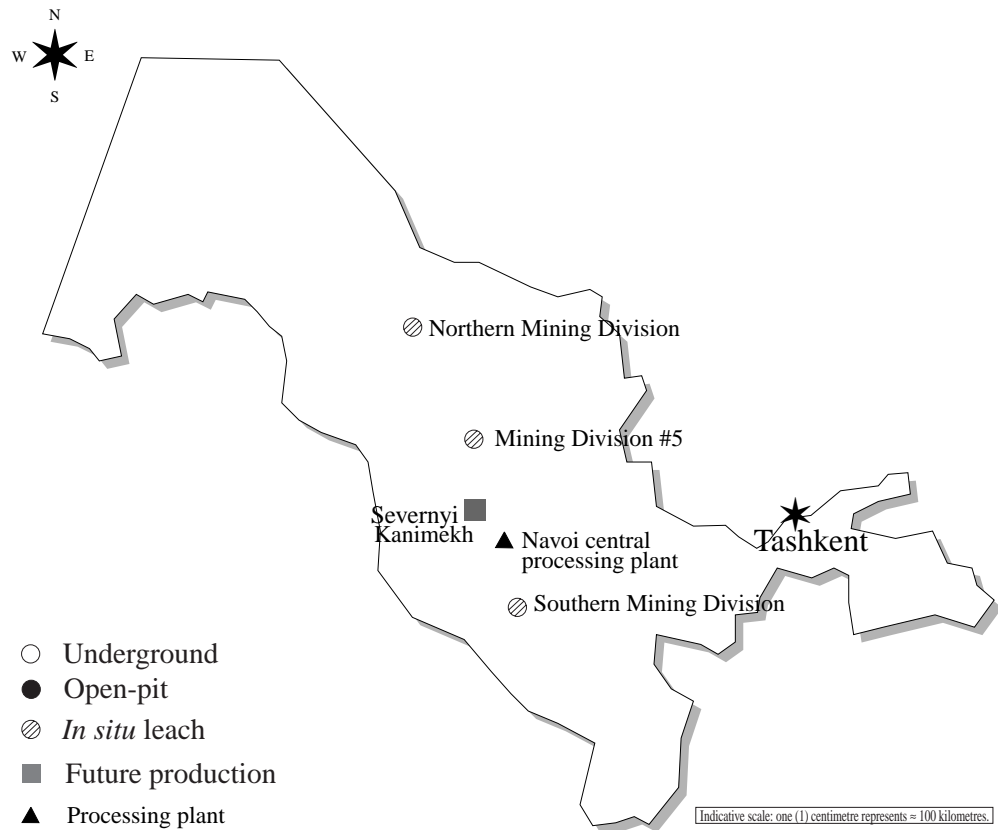 N
W E
S
Northern Mining Division
Mining Division #5
Severnyi
Kanimekh
Navoi central
processing plant
Tashkent
Southern Mining Division
Underground
Open-pit
In situ leach
Future production
Processing plant
Indicative scale: one (1) centimetre represents ≈ 100 kilometres.